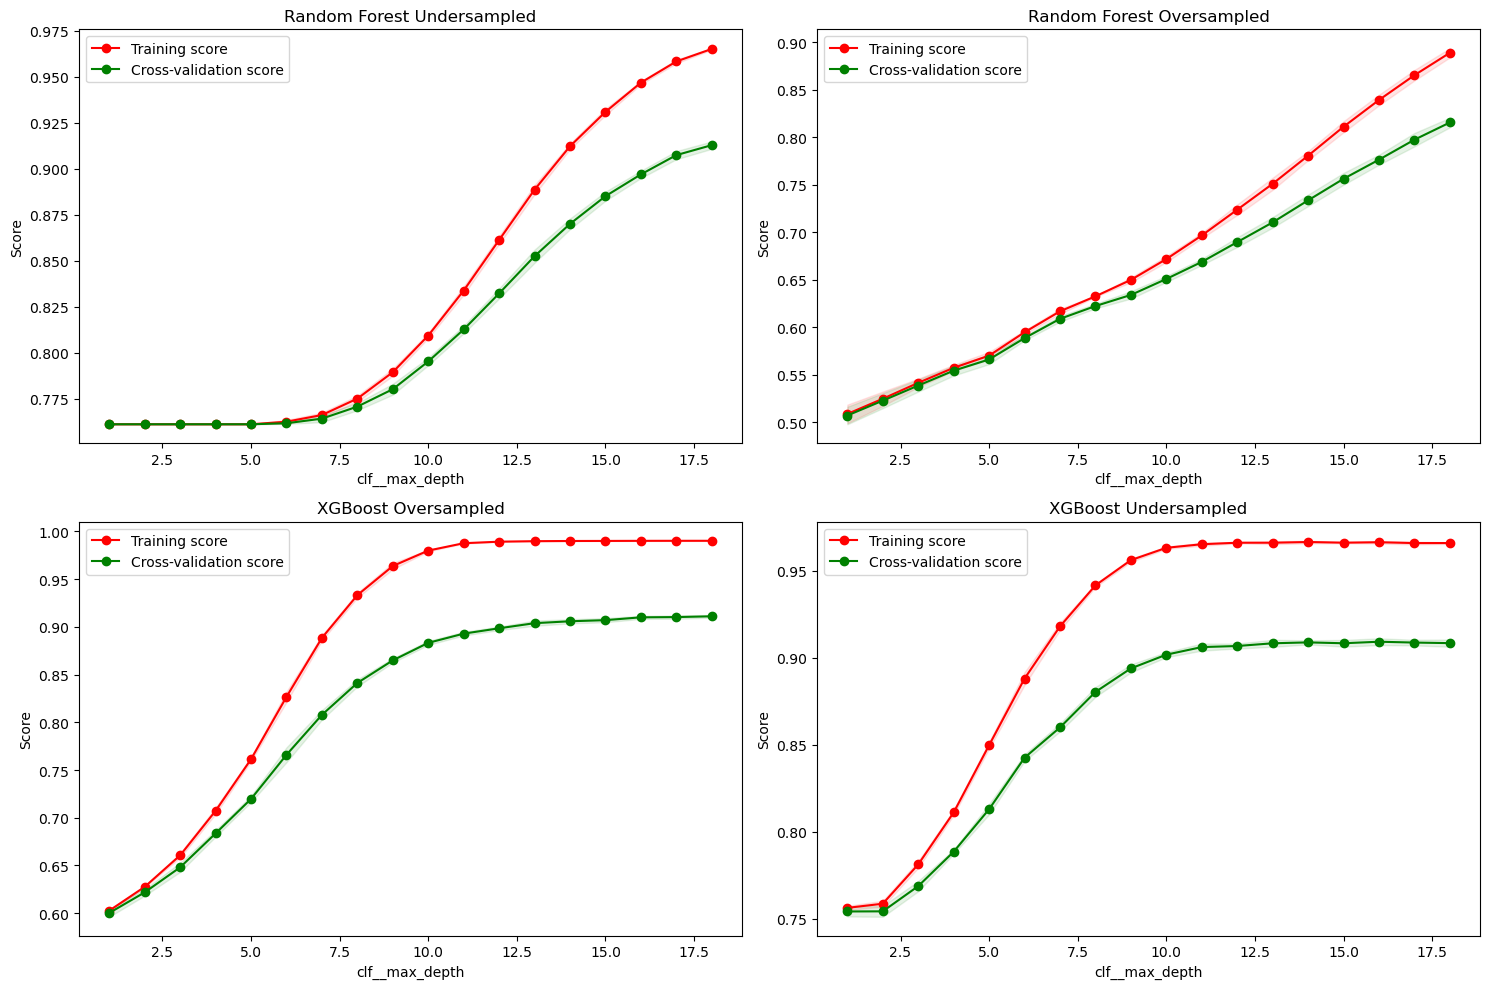 Random Forest Undersampled
Training score
Cross-validation score
0.975
0.950
0.925
0.900
0.875
0.850
0.825
0.800
0.775
Score
2.5 5.0 7.5 10.0 12.5 15.0 17.5
clf__max_depth
Random Forest Oversampled
Training score
Cross-validation score
0.90
0.85
0.80
0.75
0.70
0.65
0.60
0.55
0.50
Score
2.5 5.0 7.5 10.0 12.5 15.0 17.5
clf__max_depth
XGBoost Oversampled
Training score
Cross-validation score
1.00
0.95
0.90
0.85
0.80
0.75
0.70
0.65
0.60
Score
2.5 5.0 7.5 10.0 12.5 15.0 17.5
clf__max_depth
XGBoost Undersampled
Training score
Cross-validation score
0.95
0.90
0.85
0.80
0.75
Score
2.5 5.0 7.5 10.0 12.5 15.0 17.5
clf__max_depth